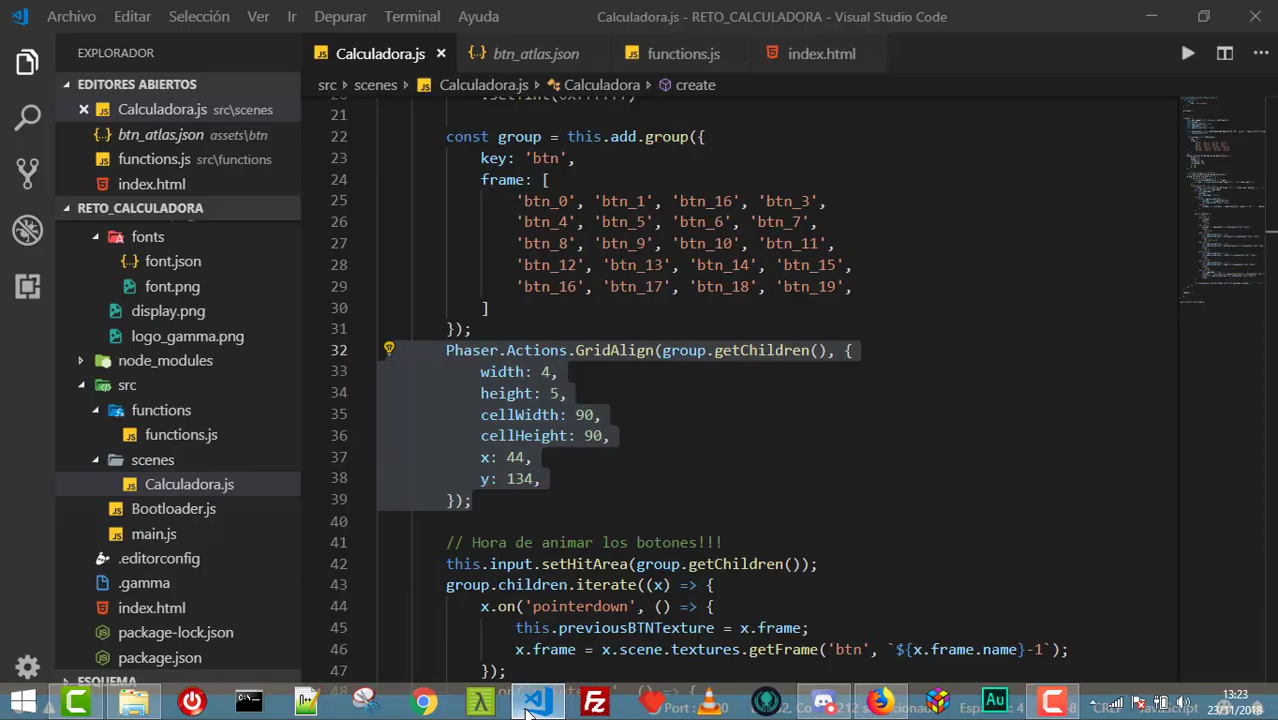 Archivo Editar Selección Ver Ir Depurar Terminal Ayuda Calculadora.js - RETO_CALCULADORA - Visual Studio Code
EXPLORADOR
EDITORES ABIERTOS
Calculadora.js src\scenes
btn_atlas.json assets\btn
functions.js src\functions
index.html
RETO_CALCULADORA
fonts
font.json
font.png
display.png
logo_gamma.png
node_modules
src
functions
functions.js
scenes
Calculadora.js
Bootloader.js
main.js
.editorconfig
.gamma
index.html
package-lock.json
package.json
ESQUEMA
Calculadora.js btn_atlas.json functions.js index.html
src scenes Calculadora.js Calculadora create
21
22 const group = this.add.group({
23 key: 'btn',
24 frame: [
25 'btn_0', 'btn_1', 'btn_16', 'btn_3',
26 'btn_4', 'btn_5', 'btn_6', 'btn_7',
27 'btn_8', 'btn_9', 'btn_10', 'btn_11',
28 'btn_12', 'btn_13', 'btn_14', 'btn_15',
29 'btn_16', 'btn_17', 'btn_18', 'btn_19',
30 ]
31 });
32 Phaser.Actions.GridAlign(group.getChildren(), {
33 width: 4,
34 height: 5,
35 cellWidth: 90,
36 cellHeight: 90,
37 x: 44,
38 y: 134,
39 });
40
41 // Hora de animar los botones!!!
42 this.input.setHitArea(group.getChildren());
43 group.children.iterate((x) => {
44 x.on('pointerdown', () => {
45 this.previousBTNTexture = x.frame;
46 x.frame = x.scene.textures.getFrame('btn', `${x.frame.name}-1`);
47 });
13:23
23/11/2018